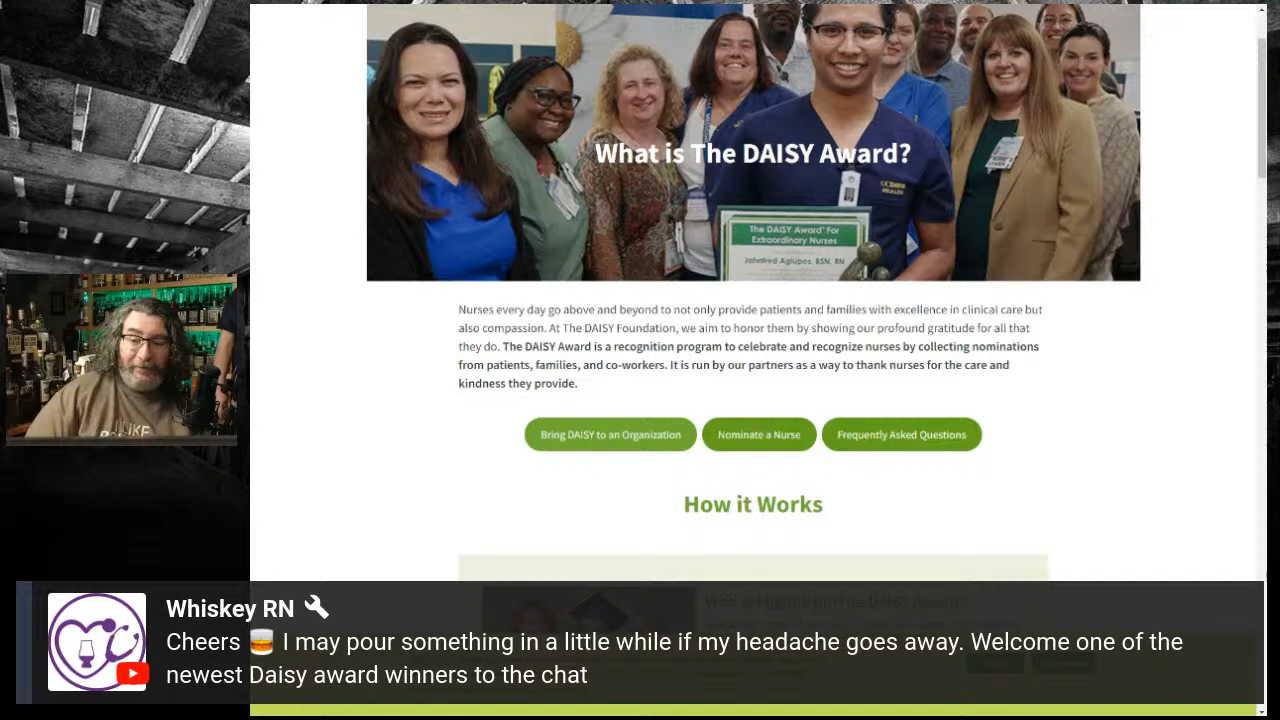 What is The DAISY Award?
UC DAVIS
HEALTH
The DAISY Award® For
Extraordinary Nurses
BSN, RN
Nurses every day go above and beyond to not only provide patients and families with excellence in clinical care but
also compassion. At The DAISY Foundation, we aim to honor them by showing our profound gratitude for all that
they do. The DAISY Award is a recognition program to celebrate and recognize nurses by collecting nominations
from patients, families, and co-workers. It is run by our partners as a way to thank nurses for the care and
kindness they provide.
Bring DAISY to an Organization Nominate a Nurse Frequently Asked Questions
How it Works
LIKE
Whiskey RN
Cheers 🥃 I may pour something in a little while if my headache goes away. Welcome one of the
newest Daisy award winners to the chat